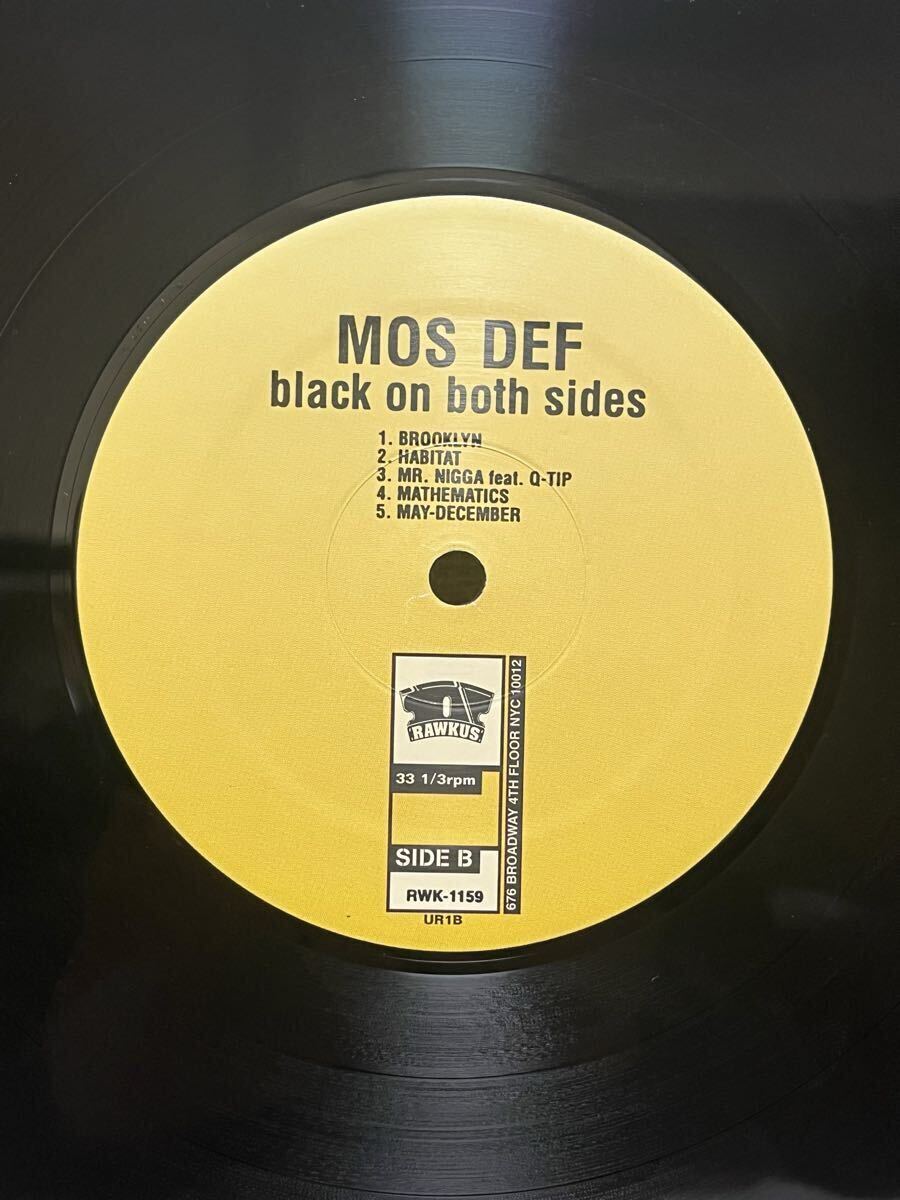 MOS DEF
black on both sides
1. BROOKLYN
2. HABITAT
3. MR. NIGGA feat. Q-TIP
4. MATHEMATICS
5. MAY-DECEMBER
RAWKUS
33 1/3rpm
SIDE B
RWK-1159
UR1B
676 BROADWAY 4TH FLOOR NYC 10012